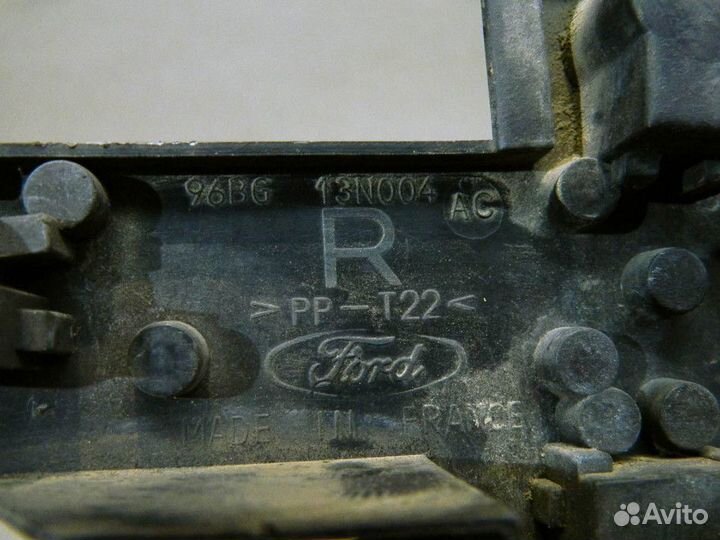 96BG 13N004 AC
R
>PP-T22<
Ford
MADE IN FRANCE
Avito